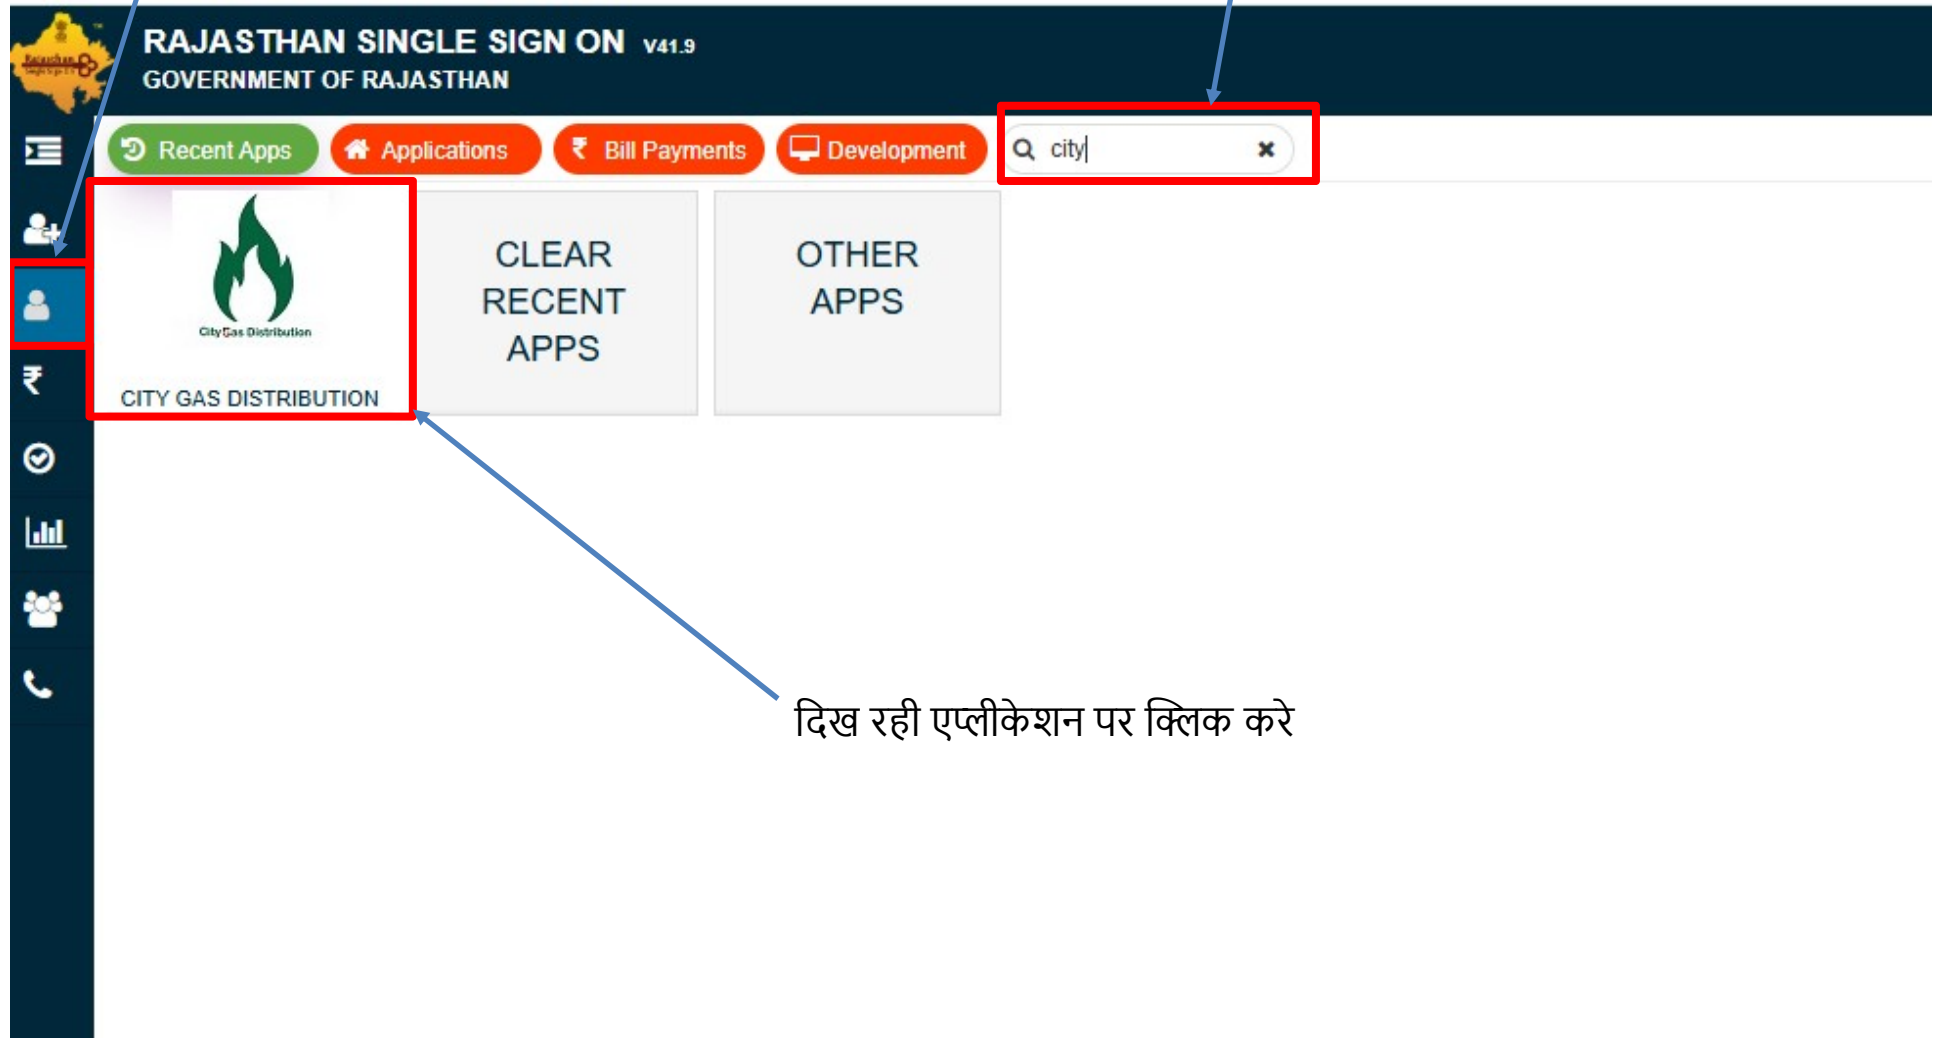 RAJASTHAN SINGLE SIGN ON V41.9
GOVERNMENT OF RAJASTHAN
Recent Apps
Applications
₹ Bill Payments
Development
city
City Gas Distribution
CITY GAS DISTRIBUTION
CLEAR
RECENT
APPS
OTHER
APPS
₹
दिख रही एप्लीकेशन पर क्लिक करे